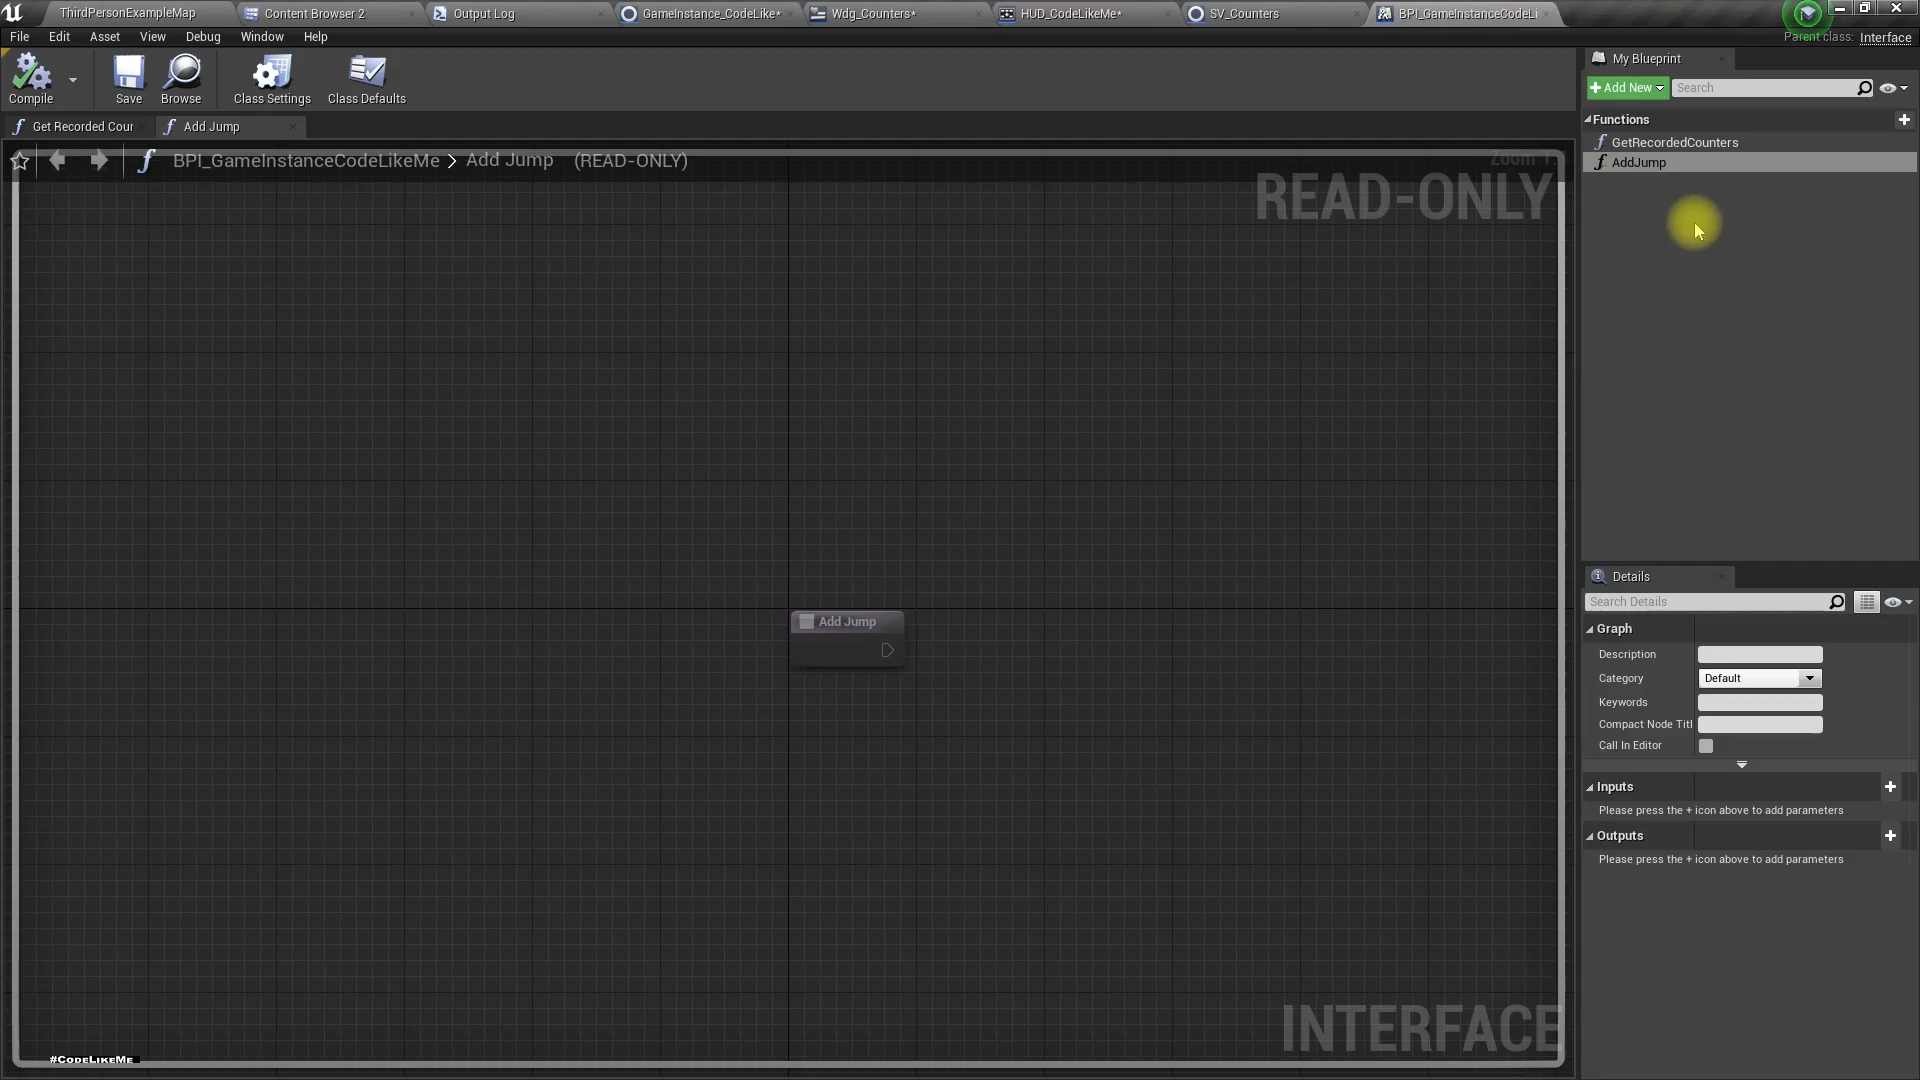 ThirdPersonExampleMap
Content Browser 2
Output Log
GameInstance_CodeLike*
Wdg_Counters*
HUD_CodeLikeMe*
SV_Counters
BPI_GameInstanceCodeLi
File Edit Asset View Debug Window Help
Parent class: Interface
Compile
Save
Browse
Class Settings
Class Defaults
My Blueprint
+ Add New
Search
Get Recorded Cour
Add Jump
Functions
BPI_GameInstanceCodeLikeMe > Add Jump (READ-ONLY)
GetRecordedCounters
AddJump
READ-ONLY
Add Jump
Details
Search Details
Graph
Description
Category
Default
Keywords
Compact Node Titl
Call In Editor
Inputs
Please press the + icon above to add parameters
Outputs
Please press the + icon above to add parameters
INTERFACE
#CodeLikeMe